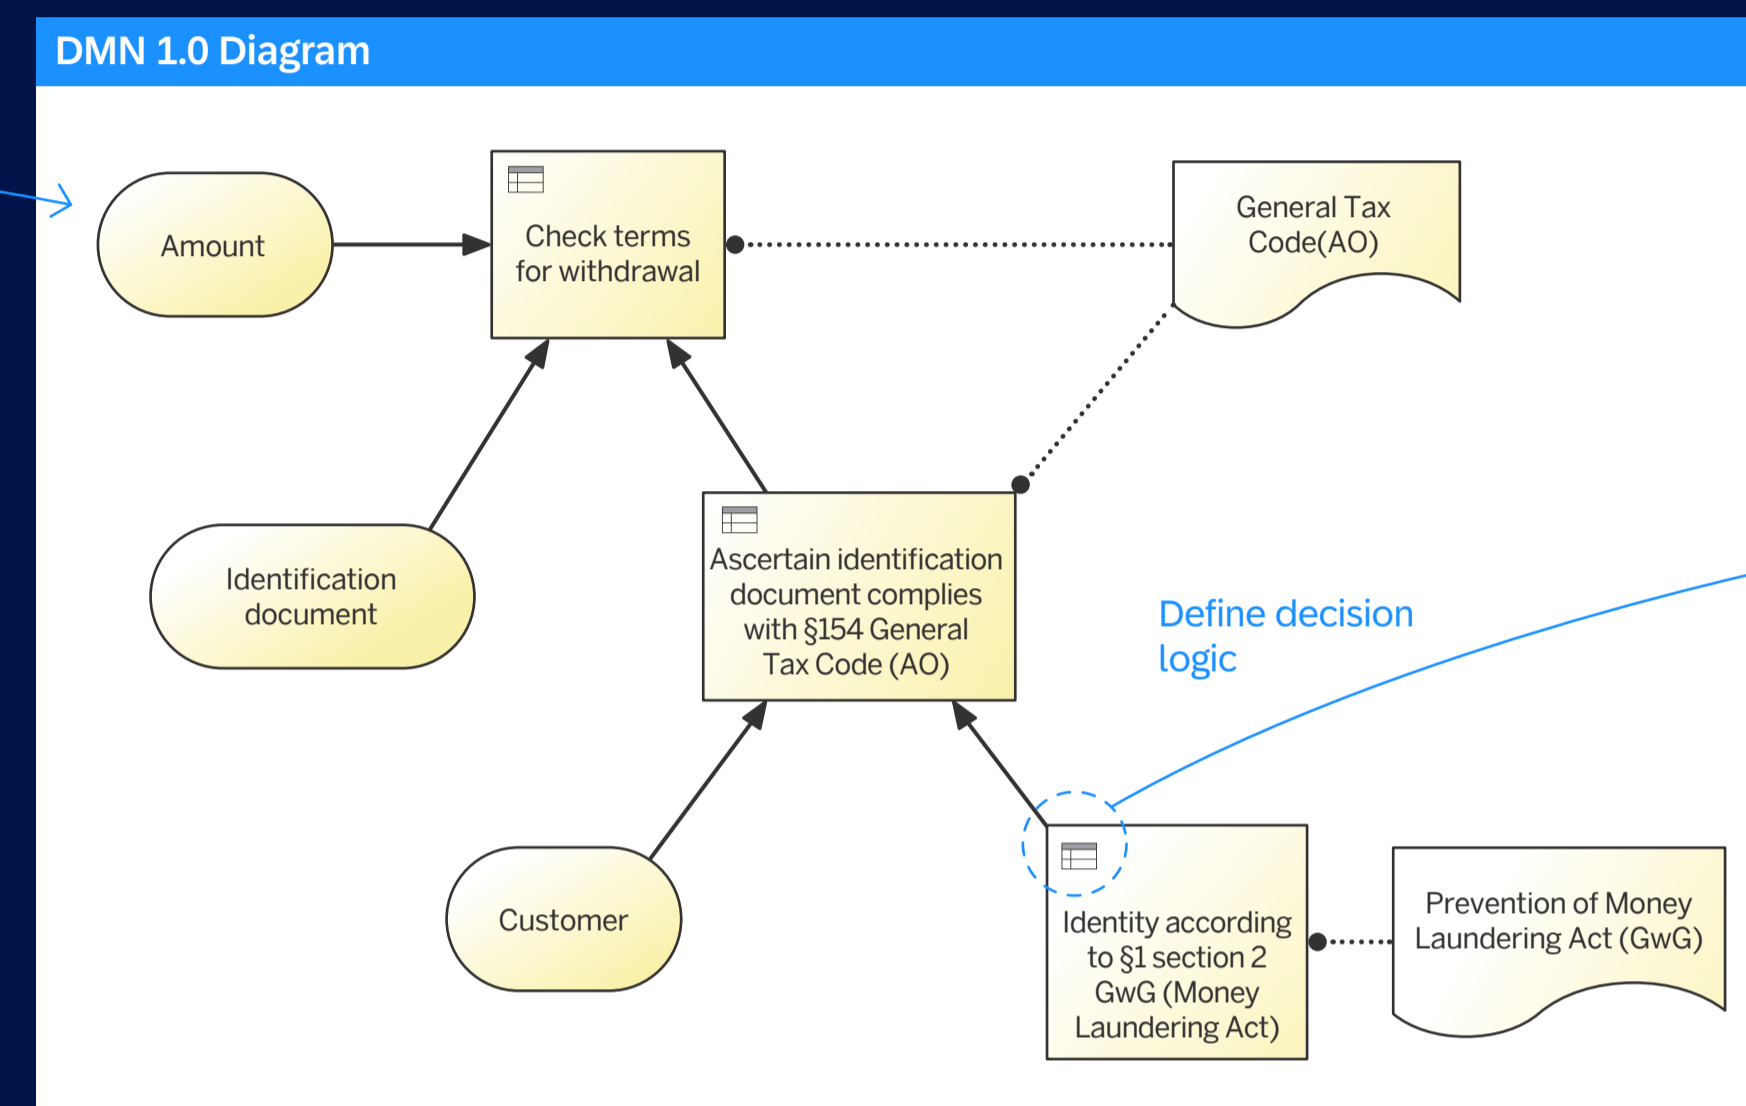 DMN 1.0 Diagram
Amount
Check terms
for withdrawal
General Tax
Code(AO)
Identification
document
Ascertain identification
document complies
with §154 General
Tax Code (AO)
Define decision
logic
Customer
Identity according
to §1 section 2
GwG (Money
Laundering Act)
Prevention of Money
Laundering Act (GwG)